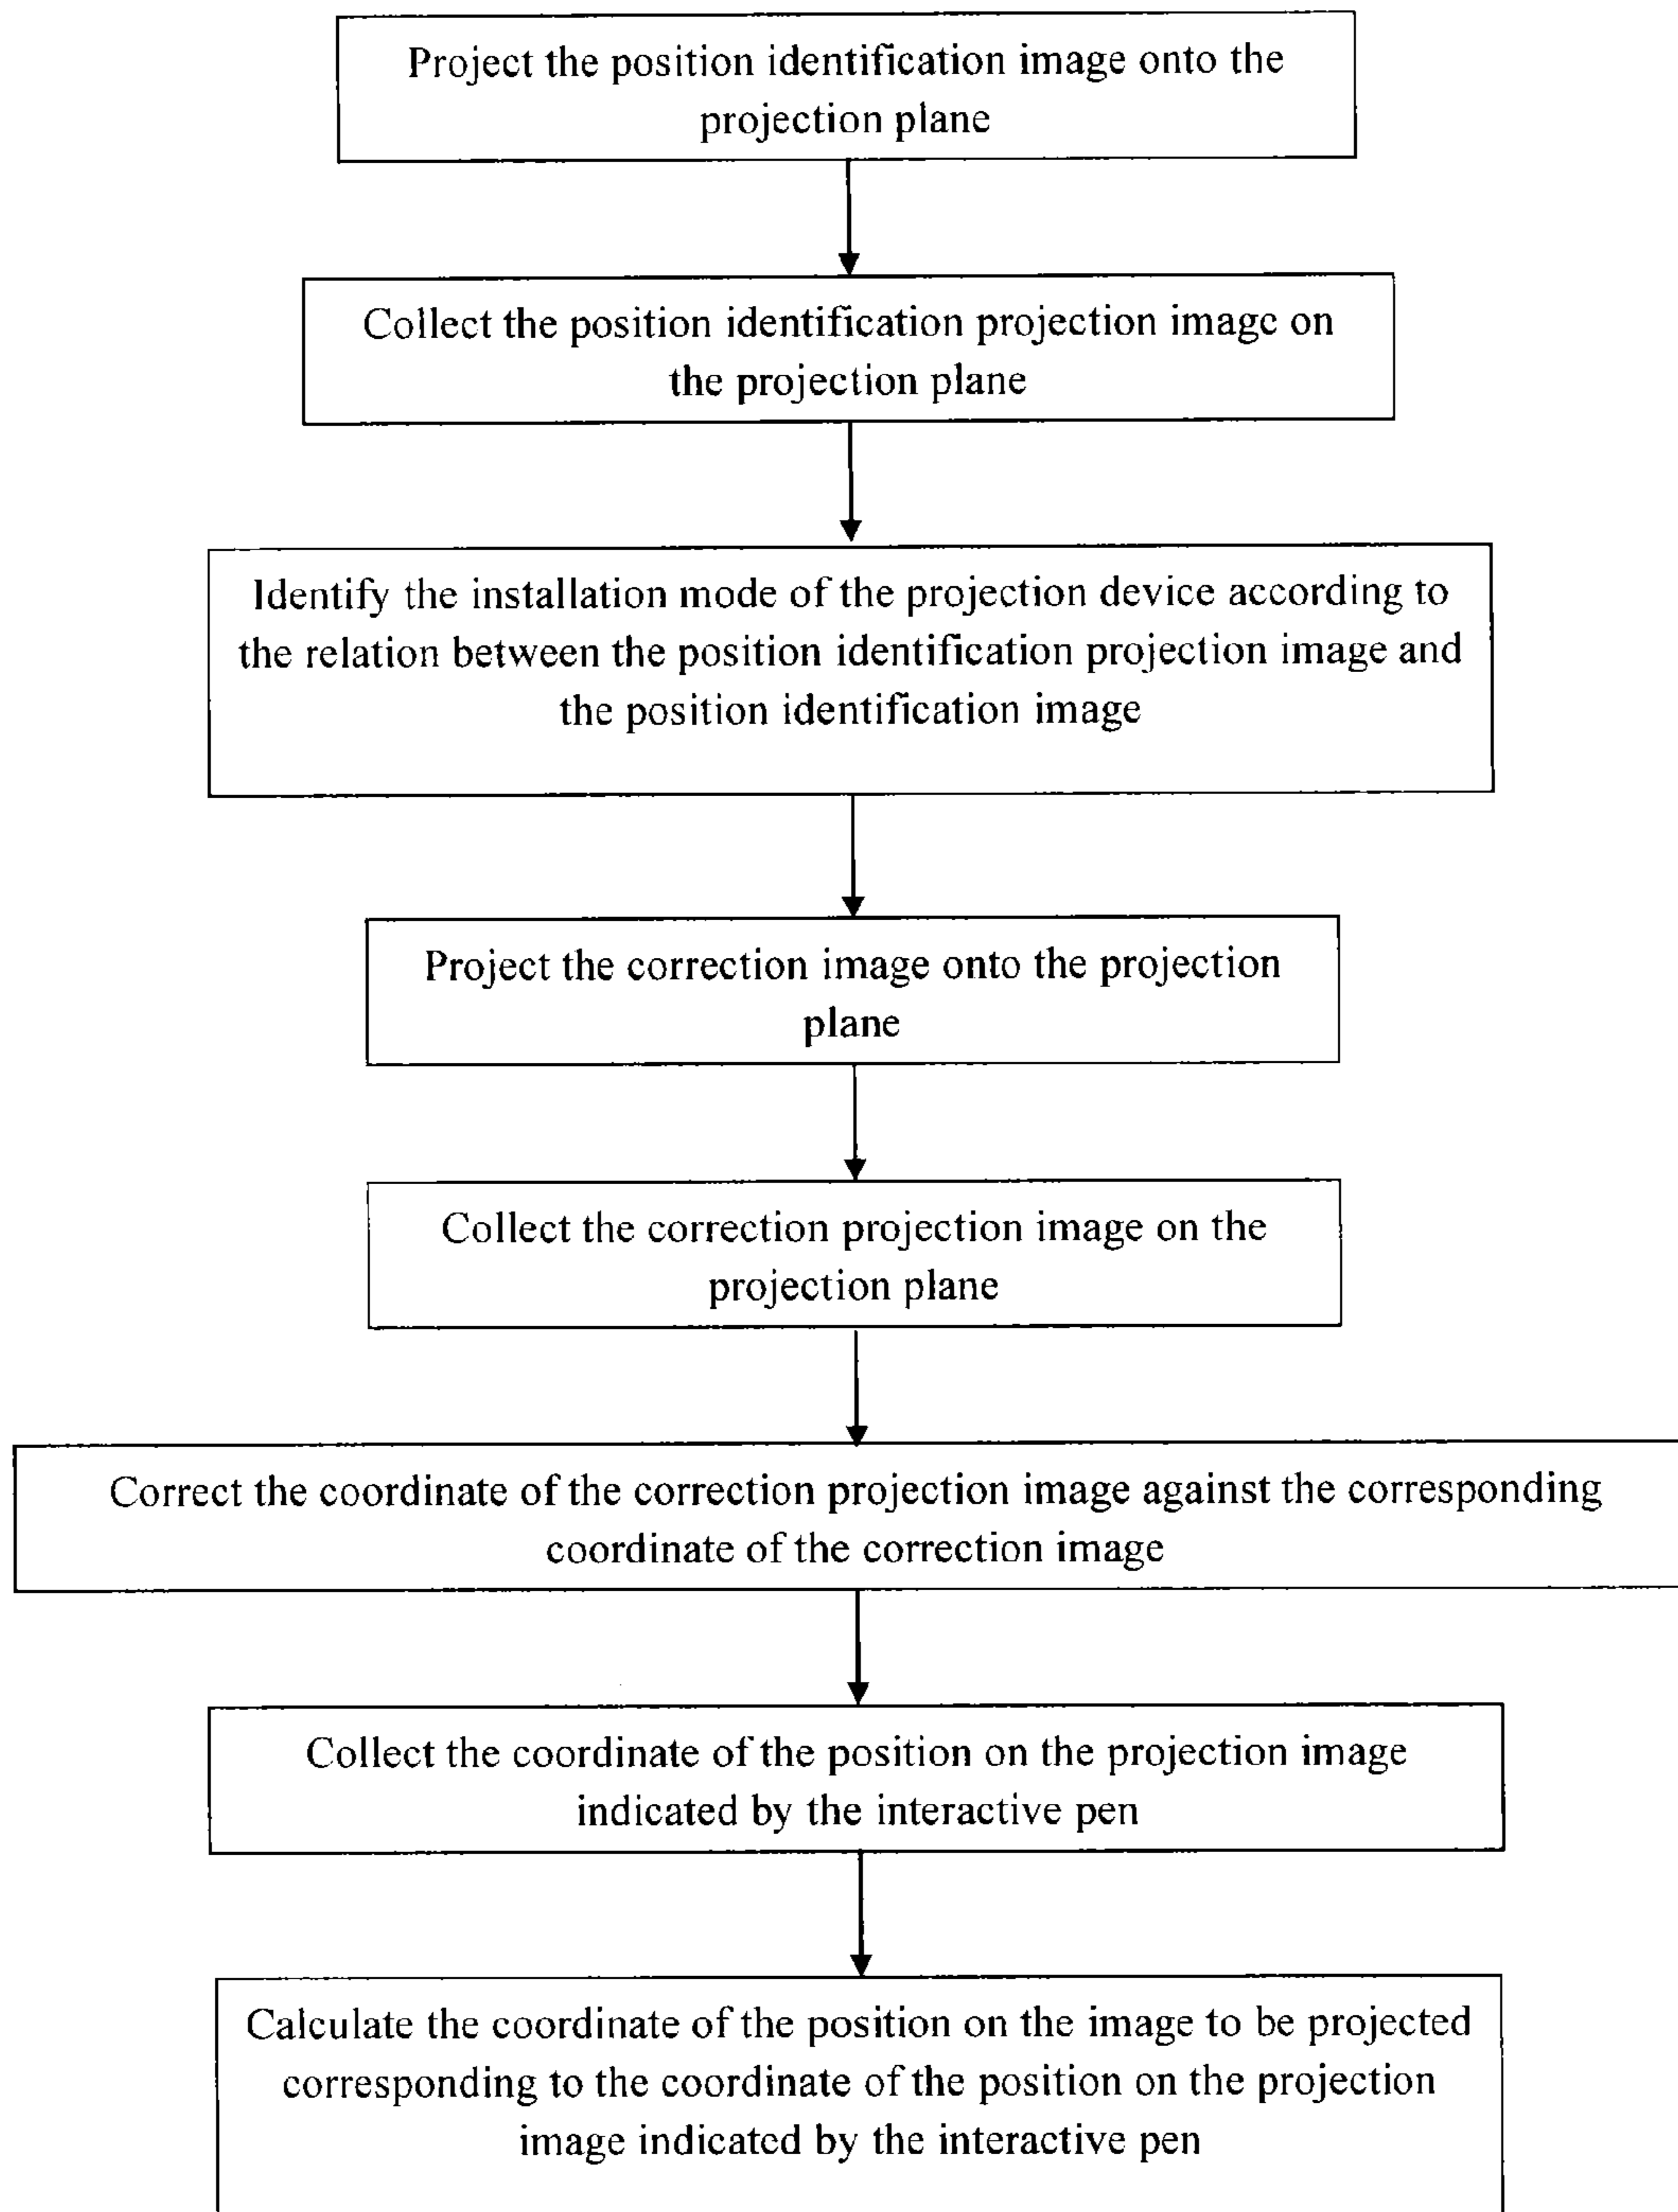 Project the position identification image onto the
projection plane
Collect the position identification projection image on
the projection plane
Identify the installation mode of the projection device according to
the relation between the position identification projection image and
the position identification image
Project the correction image onto the projection
plane
Collect the correction projection image on the
projection plane
Correct the coordinate of the correction projection image against the corresponding
coordinate of the correction image
Collect the coordinate of the position on the projection image
indicated by the interactive pen
Calculate the coordinate of the position on the image to be projected
corresponding to the coordinate of the position on the projection
image indicated by the interactive pen